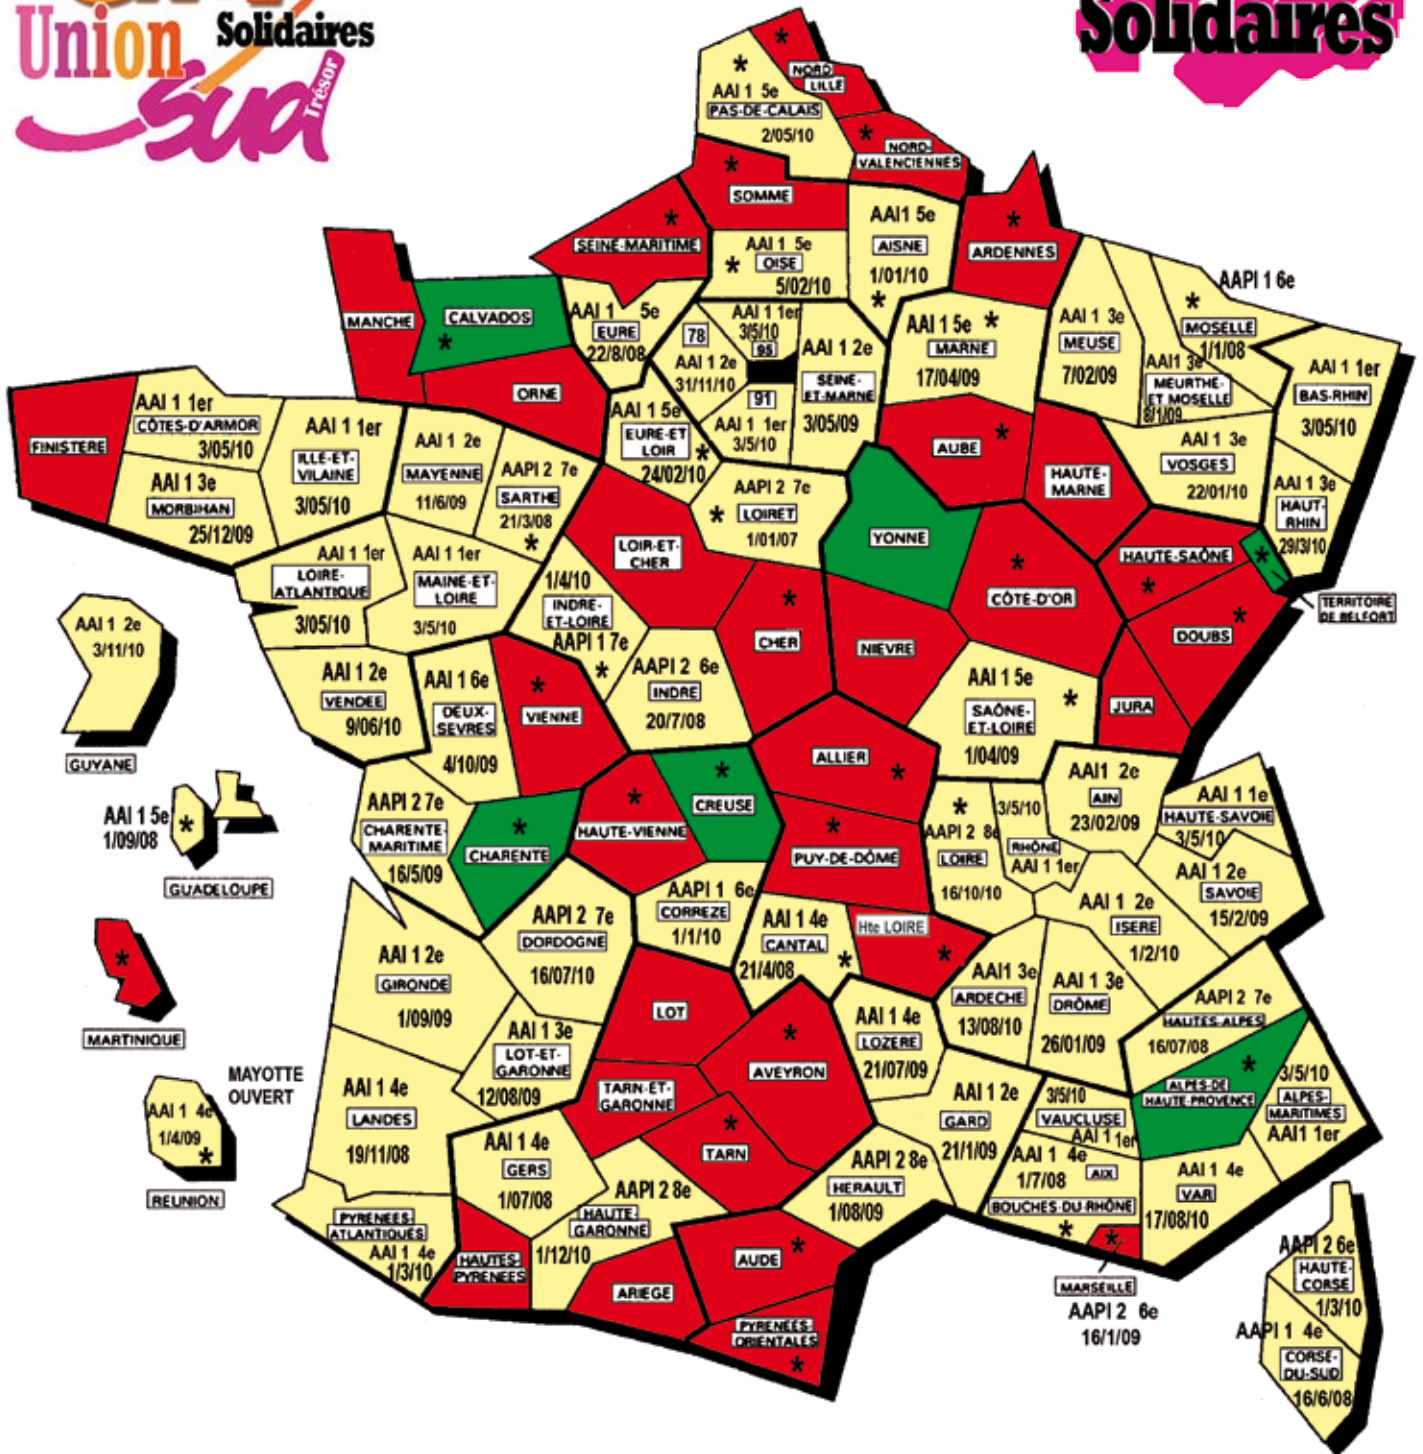 Union
Solidaires
Sud
Trésor
Solidaires
*
NORD
LILLE
*
AAI 1 5e
PAS-DE-CALAIS
2/05/10
*
NORD-
VALENCIENNES
*
SOMME
*
SEINE-MARITIME
AAI 1 5e
* OISE
5/02/10
AAI1 5e
AISNE
1/01/10
*
*
ARDENNES
MANCHE
CALVADOS
*
ORNE
AAI 1 5e
EURE
22/8/08
78
AAI 1 2e
31/11/10
AAI 1 1er
3/5/10
95
91
AAI 1 1er
3/5/10
AAI 1 2e
SEINE-
ET-MARNE
3/05/09
AAI 1 5e *
MARNE
17/04/09
AAI 1 3e
MEUSE
7/02/09
AAPI 1 6e
*
MOSELLE
1/1/08
AAI1 3e
MEURTHE-
ET MOSELLE
8/1/09
AAI 1 1er
BAS-RHIN
3/05/10
FINISTERE
AAI 1 1er
CÔTES-D'ARMOR
3/05/10
AAI 1 3e
MORBIHAN
25/12/09
AAI 1 1er
ILLE-ET-
VILAINE
3/05/10
AAI 1 2e
MAYENNE
11/6/09
AAPI 2 7e
SARTHE
21/3/08
*
AAI 1 5e
EURE-ET
LOIR
*
24/02/10
AAPI 2 7e
* LOIRET
1/01/07
AUBE
*
HAUTE-
MARNE
AAI 1 3e
VOSGES
22/01/10
AAI 1 3e
HAUT-
RHIN
29/3/10
YONNE
LOIR-ET-
CHER
*
CÔTE-D'OR
HAUTE-SAÔNE
*
*
TERRITOIRE
DE BELFORT
*
DOUBS
JURA
AAI 1 1er
LOIRE-
ATLANTIQUE
3/05/10
AAI 1 1er
MAINE-ET-
LOIRE
3/5/10
1/4/10
INDRE-
ET-LOIRE
AAPI 1 7e
*
*
CHER
NIEVRE
AAI 1 2e
3/11/10
GUYANE
AAI 1 2e
VENDEE
9/06/10
AAI 1 6e
DEUX-
SEVRES
4/10/09
*
VIENNE
AAPI 2 6e
INDRE
20/7/08
AAI 1 5e
*
SAÔNE-
ET-LOIRE
1/04/09
ALLIER
*
AAI1 2e
AIN
23/02/09
AAI 1 1e
HAUTE-SAVOIE
3/5/10
AAI 1 5e
1/09/08
*
GUADELOUPE
AAPI 2 7e
CHARENTE-
MARITIME
16/5/09
*
CHARENTE
*
HAUTE-VIENNE
*
CREUSE
*
PUY-DE-DÔME
*
AAPI 2 8e
LOIRE
16/10/10
3/5/10
RHÔNE
AAI 1 1er
AAI 1 2e
SAVOIE
15/2/09
AAI 1 2e
ISERE
1/2/10
AAPI 1 6e
CORREZE
1/1/10
AAI 1 4e
CANTAL
*
21/4/08
Hte LOIRE
*
AAPI 2 7e
DORDOGNE
16/07/10
AAI 1 2e
GIRONDE
1/09/09
*
MARTINIQUE
LOT
*
AVEYRON
AAI 1 4e
LOZERE
21/07/09
AAI1 3e
ARDECHE
13/08/10
AAI 1 3e
DRÔME
26/01/09
AAPI 2 7e
HAUTES-ALPES
16/07/08
AAI 1 3e
LOT-ET-
GARONNE
12/08/09
MAYOTTE
OUVERT
AAI 1 4e
1/4/09
*
REUNION
AAI 1 4e
LANDES
19/11/08
TARN-ET-
GARONNE
*
TARN
AAI 1 2e
GARD
21/1/09
3/5/10
VAUCLUSE
AAI 1 1er
*
ALPES-DE-
HAUTE-PROVENCE
3/5/10
ALPES-
MARITIMES
AAI1 1er
AAI 1 4e
GERS
1/07/08
AAPI 2 8e
HAUTE-
GARONNE
1/12/10
AAPI 2 8e
HERAULT
1/08/09
AAI 1 4e
1/7/08
AIX
BOUCHES-DU-RHÔNE
*
AAI 1 4e
VAR
17/08/10
PYRENEES-
ATLANTIQUES
AAI 1 4e
1/3/10
HAUTES-
PYRENEES
ARIEGE
AUDE
*
PYRENEES-
ORIENTALES
*
*
MARSEILLE
AAPI 2 6e
16/1/09
AAPI 2 6e
HAUTE-
CORSE
1/3/10
AAPI 1 4e
CORSE-
DU-SUD
16/6/08